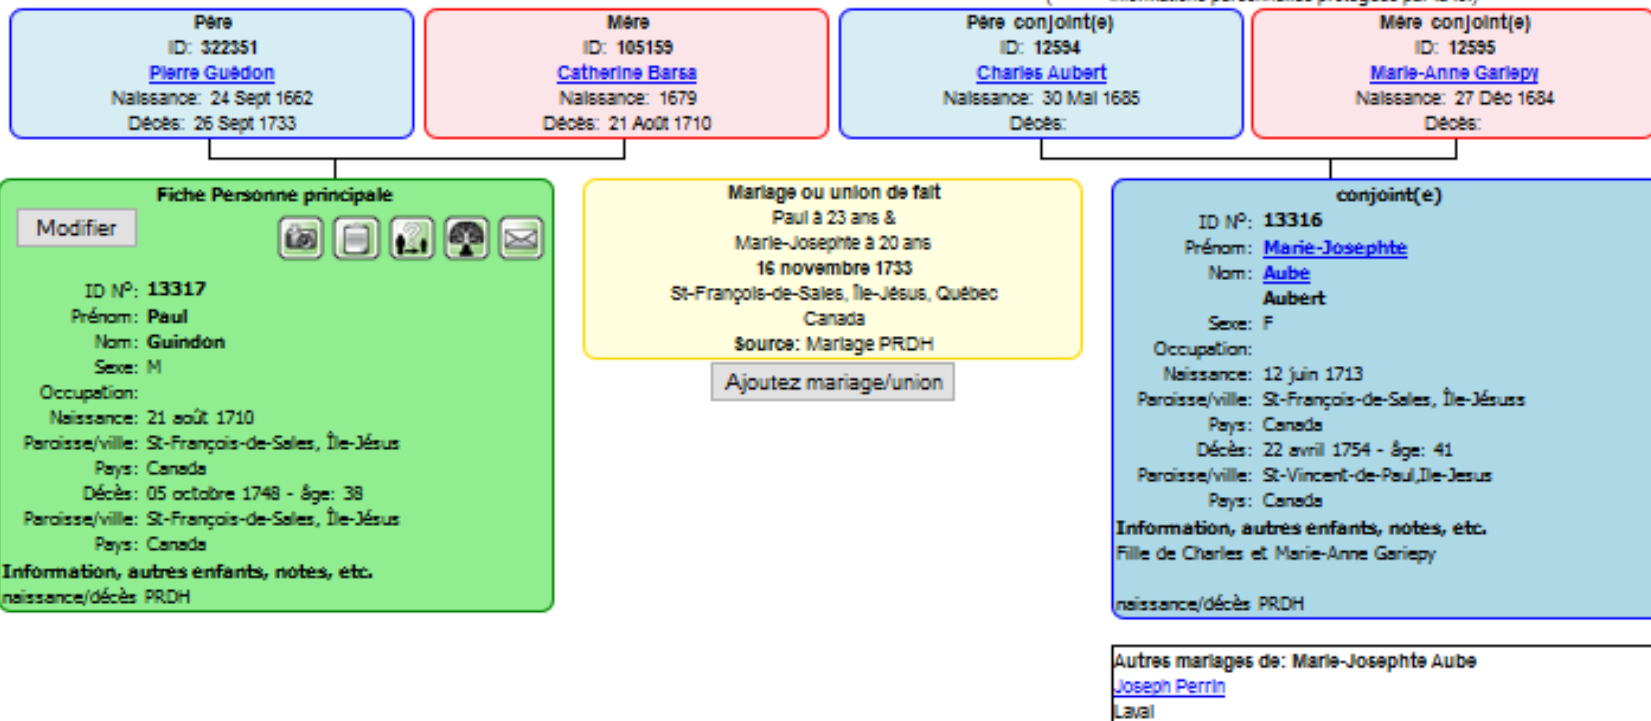 Père
ID: 322351
Pierre Guédon
Naissance: 24 Sept 1662
Décès: 26 Sept 1733
Mère
ID: 105159
Catherine Barsa
Naissance: 1679
Décès: 21 Août 1710
Père conjoint(e)
ID: 12594
Charles Aubert
Naissance: 30 Mai 1685
Décès:
Mère conjoint(e)
ID: 12595
Marie-Anne Gariepy
Naissance: 27 Déc 1684
Décès:
Fiche Personne principale
Modifier
ID Nº: 13317
Prénom: Paul
Nom: Guindon
Sexe: M
Occupation:
Naissance: 21 août 1710
Paroisse/ville: St-François-de-Sales, Île-Jésus
Pays: Canada
Décès: 05 octobre 1748 - âge: 38
Paroisse/ville: St-François-de-Sales, Île-Jésus
Pays: Canada
Information, autres enfants, notes, etc.
naissance/décès PRDH
Mariage ou union de fait
Paul à 23 ans &
Marie-Josephte à 20 ans
16 novembre 1733
St-François-de-Sales, Île-Jésus, Québec
Canada
Source: Mariage PRDH
Ajoutez mariage/union
conjoint(e)
ID Nº: 13316
Prénom: Marie-Josephte
Nom: Aube
Aubert
Sexe: F
Occupation:
Naissance: 12 juin 1713
Paroisse/ville: St-François-de-Sales, Île-Jésuss
Pays: Canada
Décès: 22 avril 1754 - âge: 41
Paroisse/ville: St-Vincent-de-Paul,Ile-Jesus
Pays: Canada
Information, autres enfants, notes, etc.
Fille de Charles et Marie-Anne Gariepy
naissance/décès PRDH
Autres mariages de: Marie-Josephte Aube
Joseph Perrin
Laval